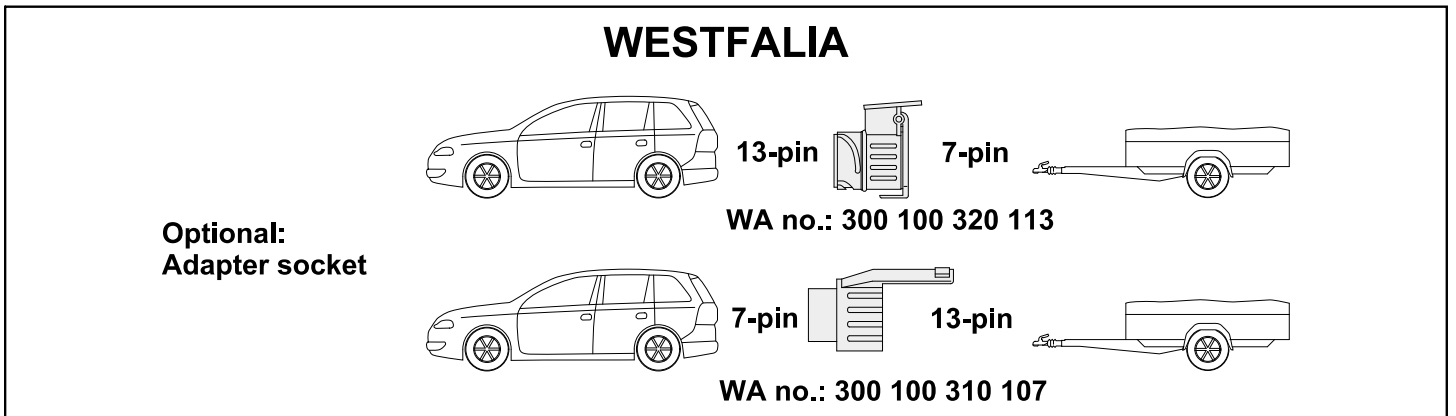 WESTFALIA
13-pin
7-pin
WA no.: 300 100 320 113
Optional:
Adapter socket
7-pin
13-pin
WA no.: 300 100 310 107